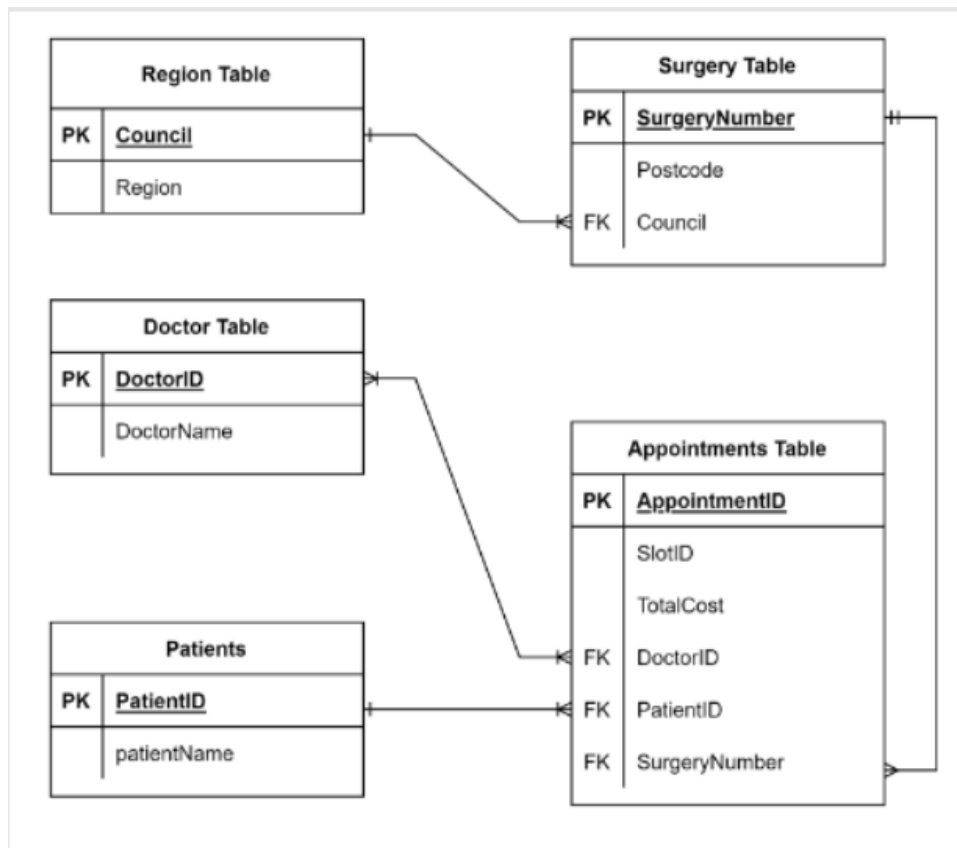 Region Table
PK Council
Region
Surgery Table
PK SurgeryNumber
Postcode
FK Council
Doctor Table
PK DoctorID
DoctorName
Appointments Table
PK AppointmentID
SlotID
TotalCost
FK DoctorID
FK PatientID
FK SurgeryNumber
Patients
PK PatientID
patientName